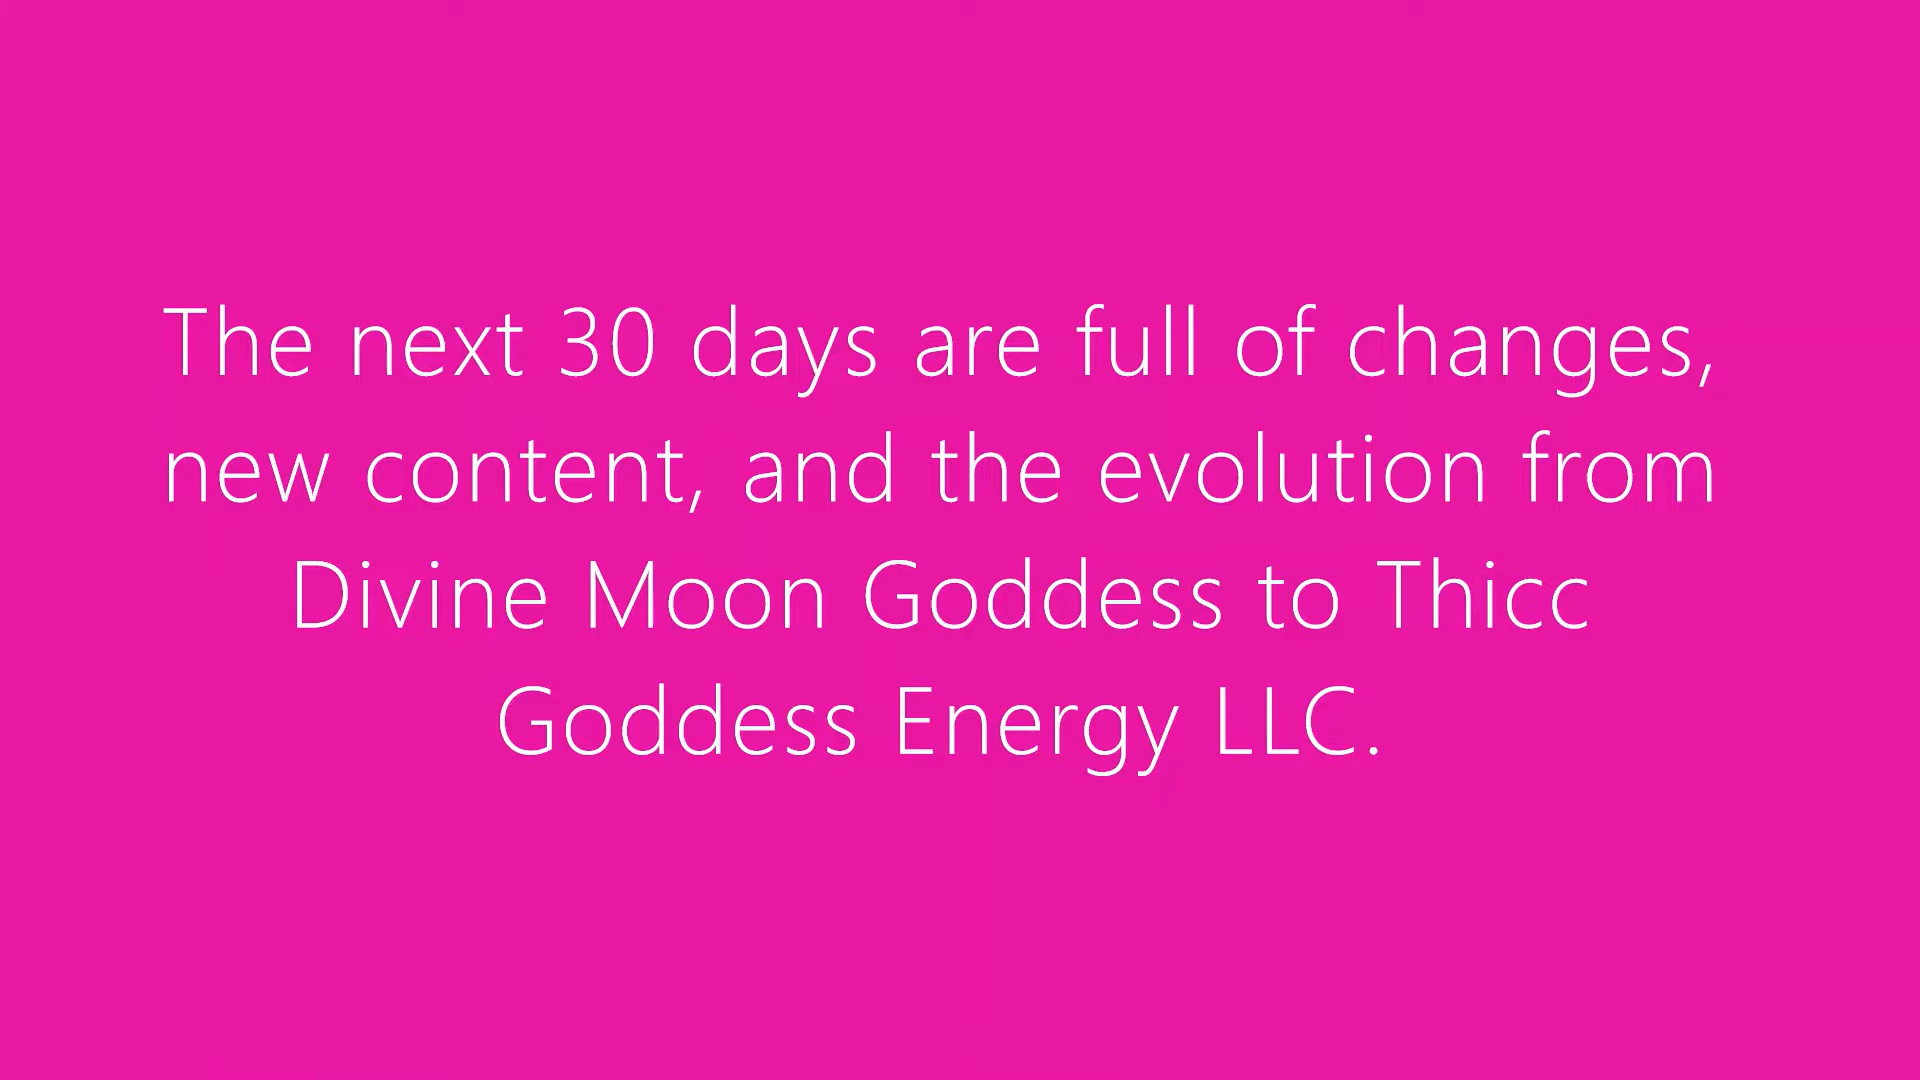 The next 30 days are full of changes,
new content, and the evolution from
Divine Moon Goddess to Thicc
Goddess Energy LLC.